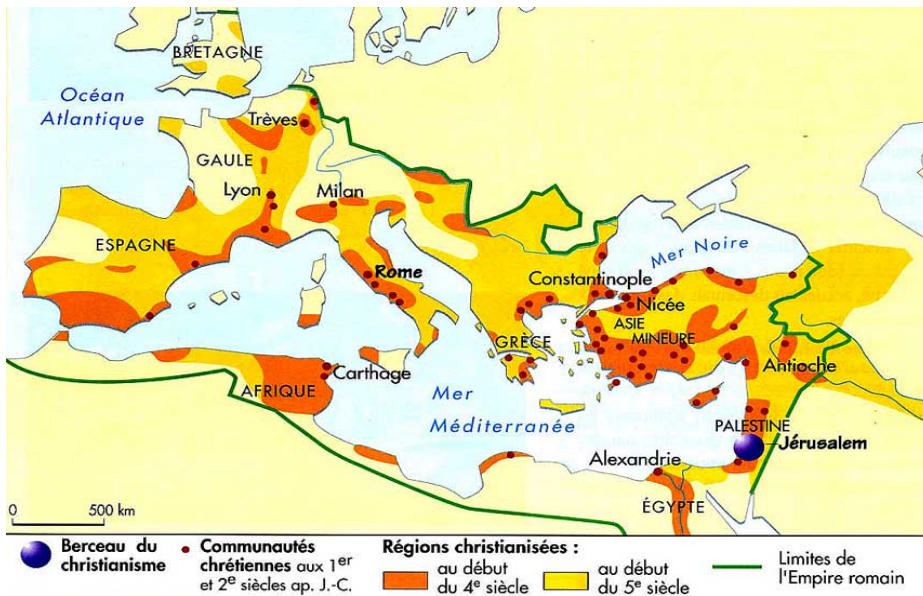 BRETAGNE
Océan
Atlantique
Trèves
GAULE
Lyon
Milan
ESPAGNE
Rome
Mer Noire
Constantinople
Nicée
ASIE
MINEURE
GRÈCE
Antioche
AFRIQUE
Carthage
Mer
Méditerranée
PALESTINE
Jérusalem
Alexandrie
ÉGYPTE
0 500 km
Berceau du
christianisme
Communautés
chrétiennes aux 1er
et 2e siècles ap. J.-C.
Régions christianisées :
au début
du 4e siècle
au début
du 5e siècle
Limites de
l'Empire romain